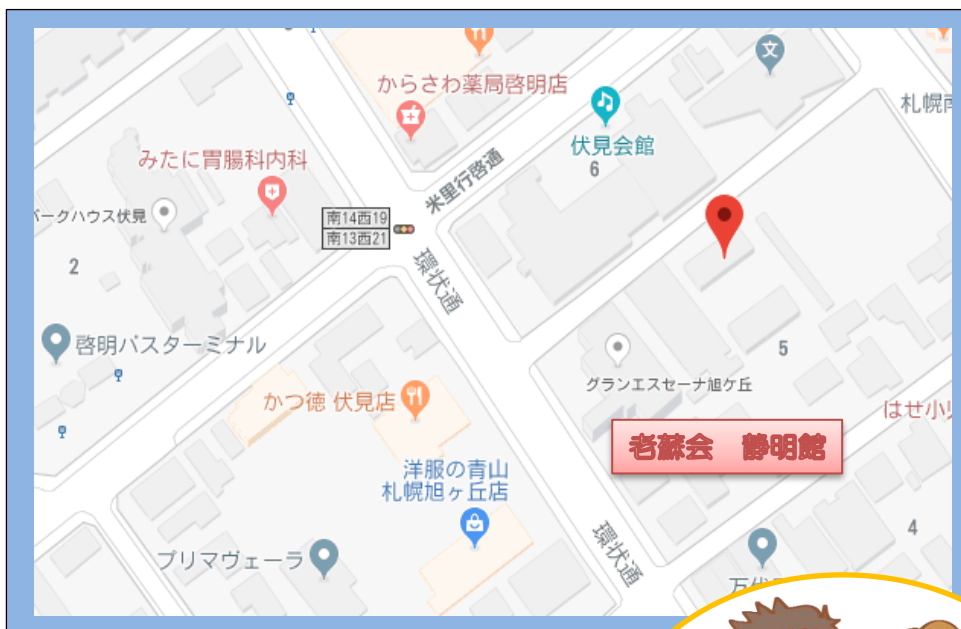 からさわ薬局啓明店
文
札幌南
伏見会館
6
みたに胃腸科内科
米里行啓通
パークハウス伏見
南14西19
南13西21
2
環状通
啓明バスターミナル
5
グランエスセーナ旭ケ丘
かつ徳 伏見店
はせ小児
老蘇会 静明館
洋服の青山
札幌旭ヶ丘店
4
環状通
プリマヴェーラ